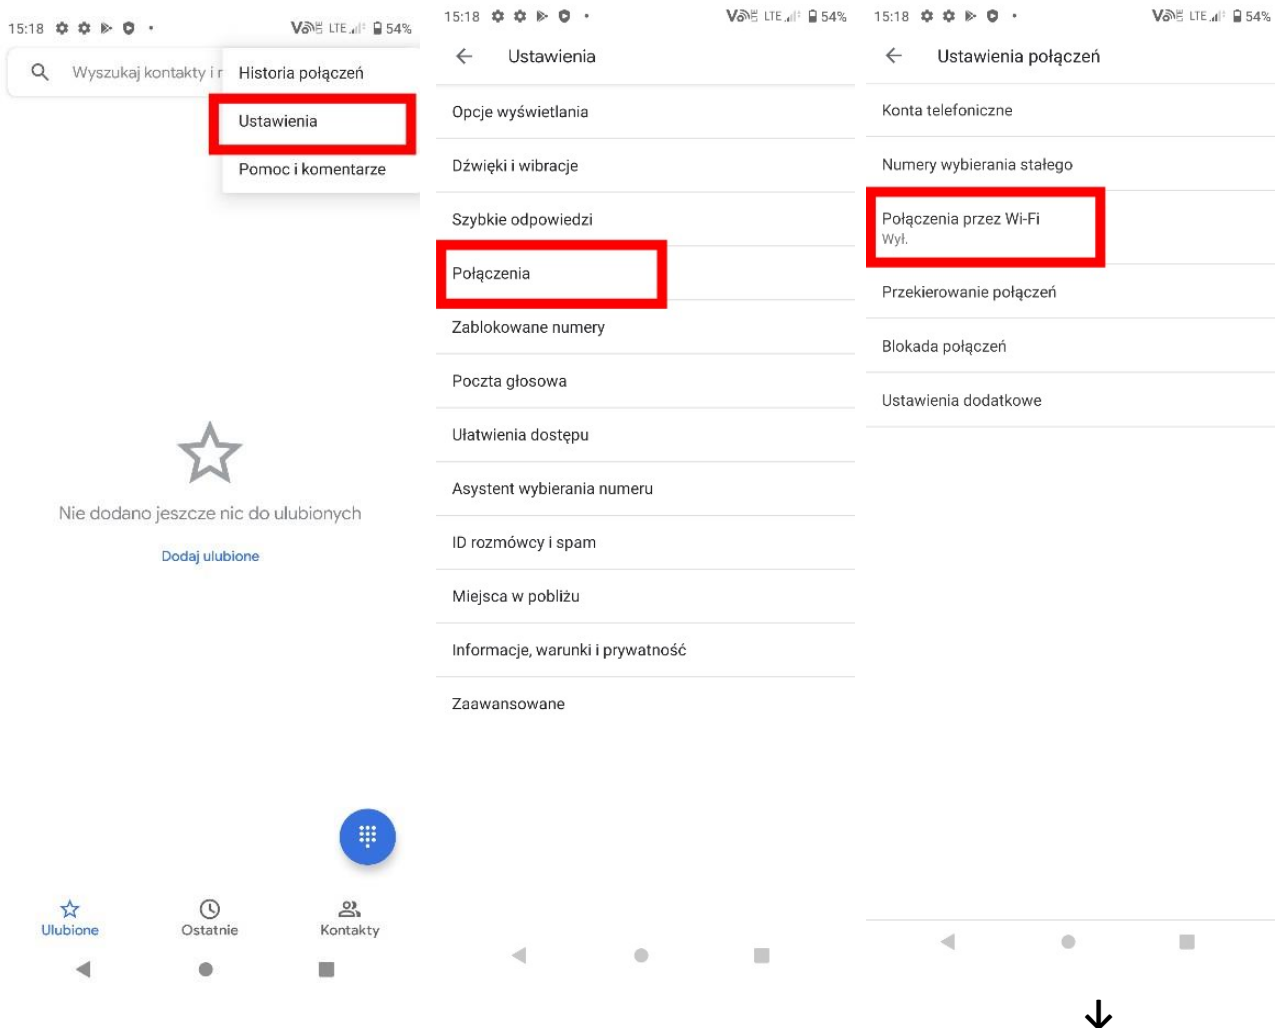 15:18
LTE 54%
Wyszukaj kontakty i r
Historia połączeń
Ustawienia
Pomoc i komentarze
Nie dodano jeszcze nic do ulubionych
Dodaj ulubione
Ulubione
Ostatnie
Kontakty
15:18
LTE 54%
Ustawienia
Opcje wyświetlania
Dźwięki i wibracje
Szybkie odpowiedzi
Połączenia
Zablokowane numery
Poczta głosowa
Ułatwienia dostępu
Asystent wybierania numeru
ID rozmówcy i spam
Miejsca w pobliżu
Informacje, warunki i prywatność
Zaawansowane
15:18
LTE 54%
Ustawienia połączeń
Konta telefoniczne
Numery wybierania stałego
Połączenia przez Wi-Fi
Wył.
Przekierowanie połączeń
Blokada połączeń
Ustawienia dodatkowe